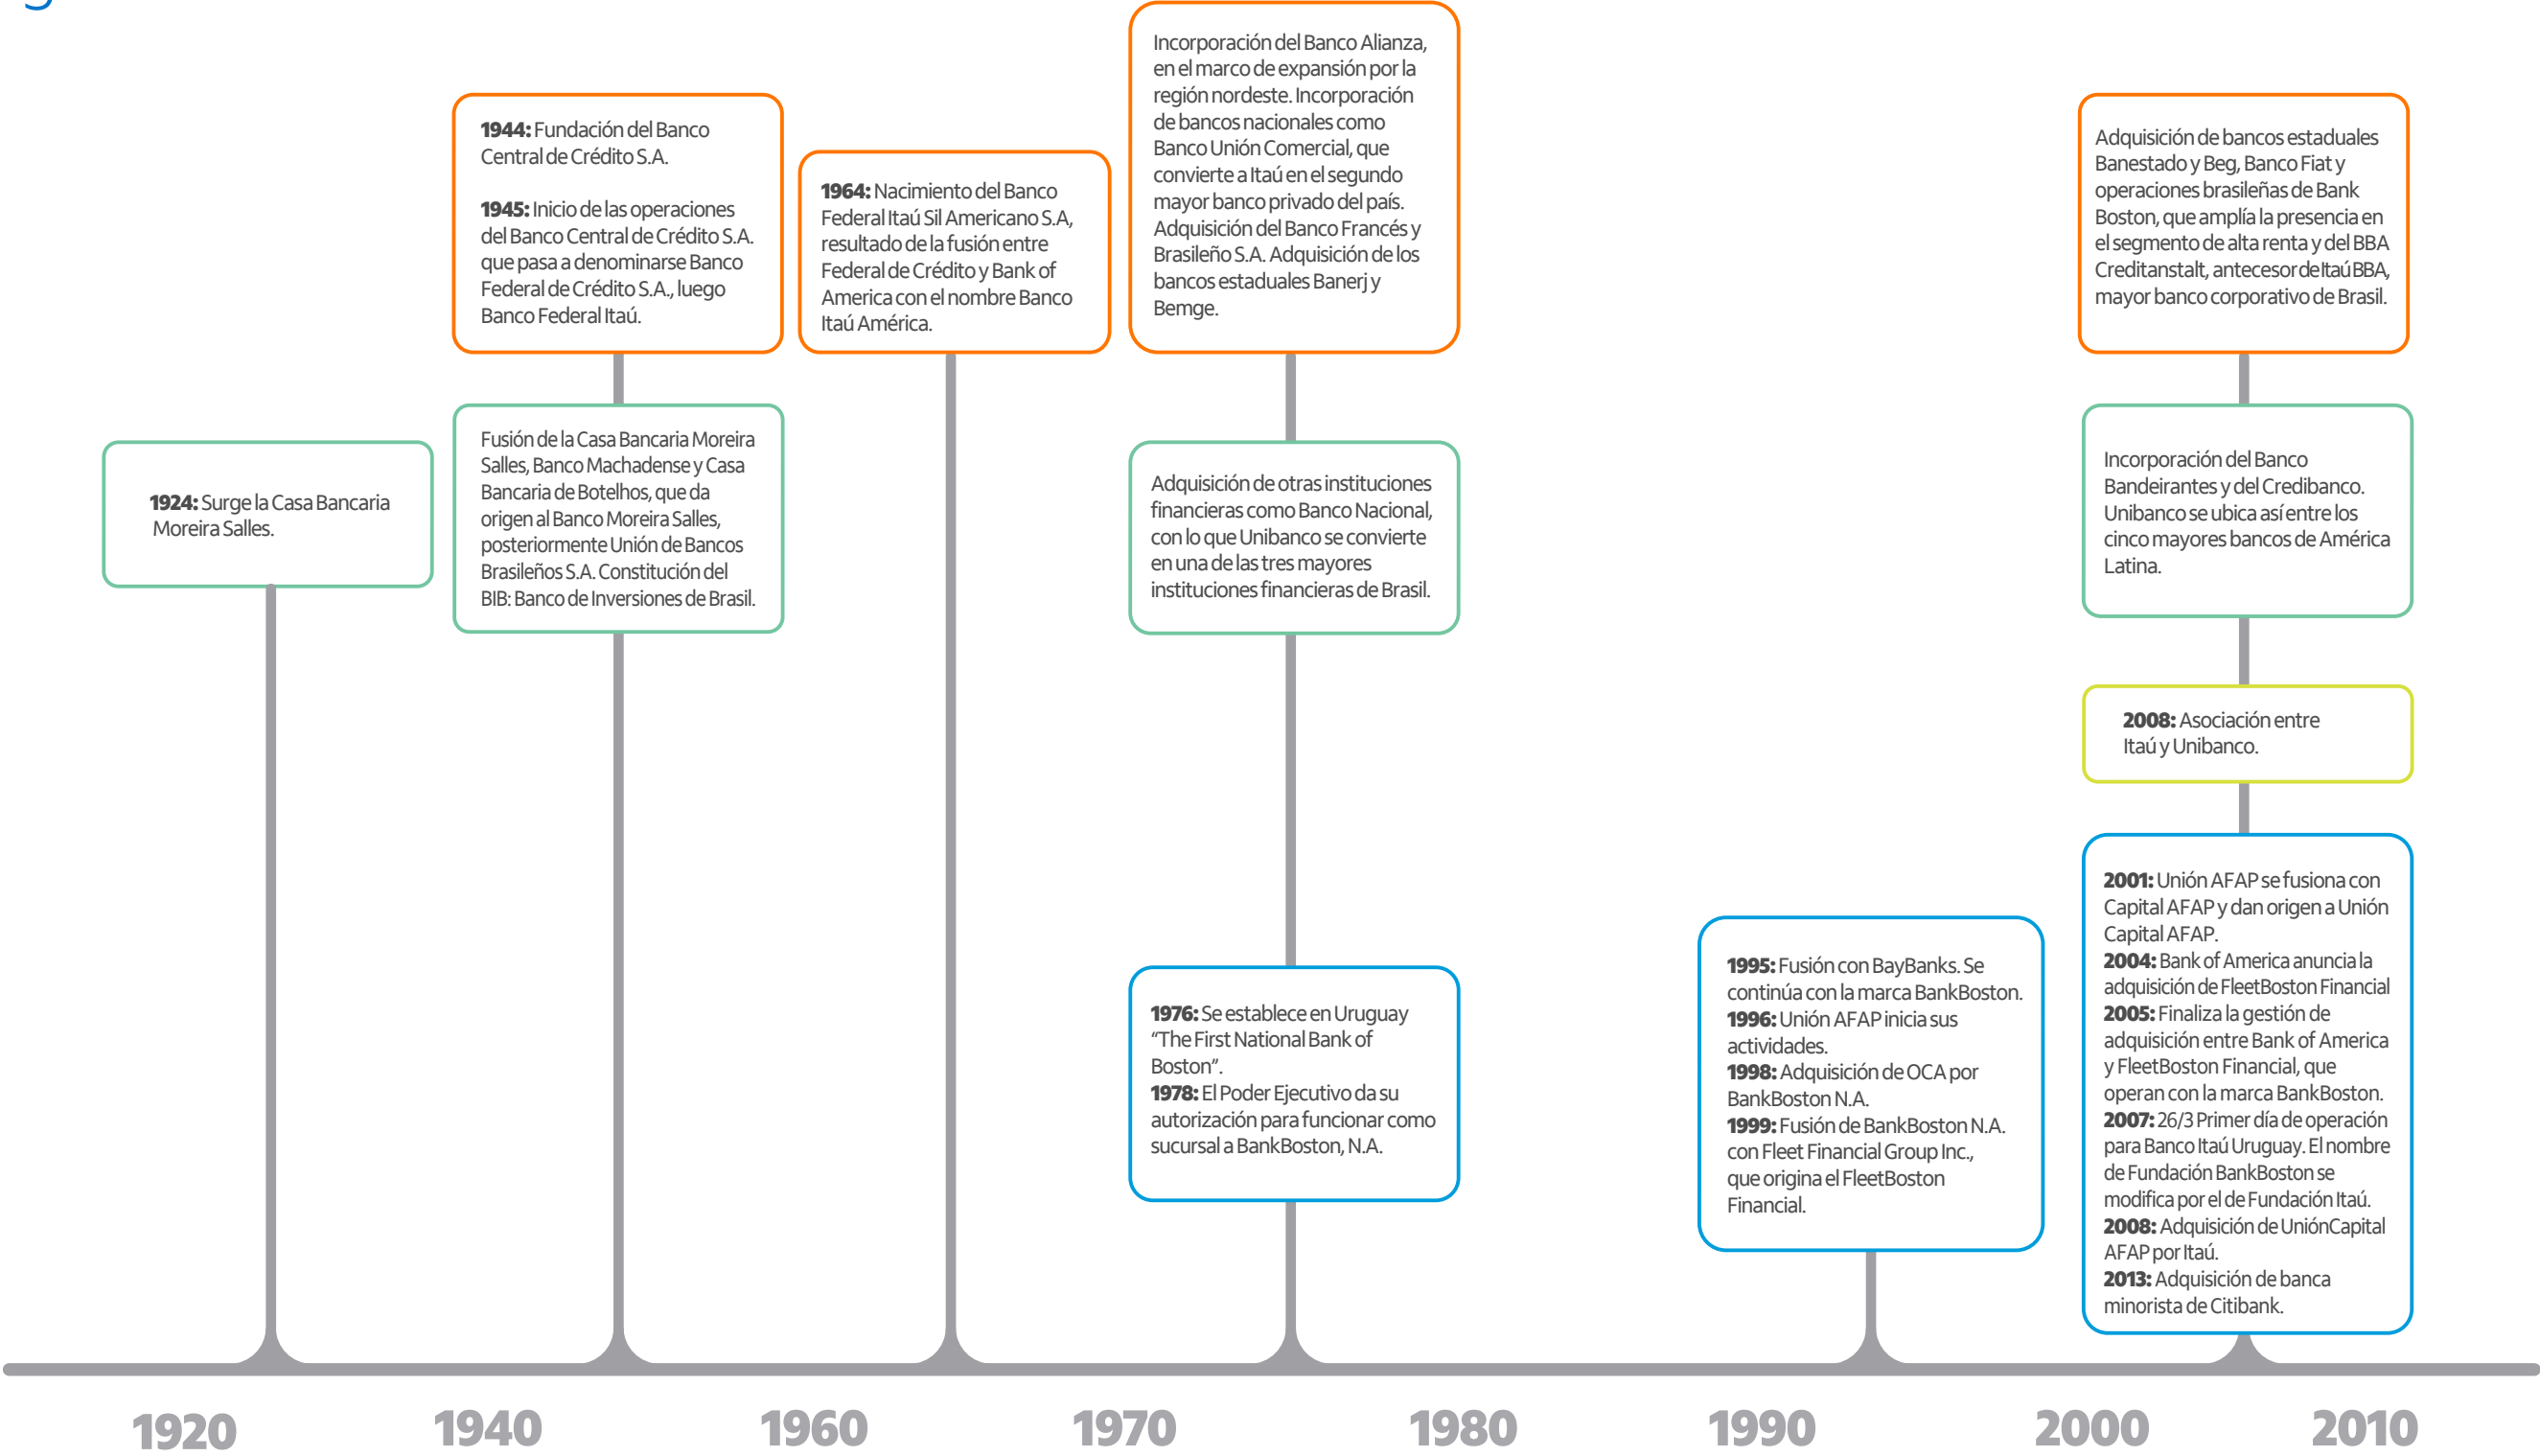 1924: Surge la Casa Bancaria
Moreira Salles.
1944: Fundación del Banco
Central de Crédito S.A.
1945: Inicio de las operaciones
del Banco Central de Crédito S.A.
que pasa a denominarse Banco
Federal de Crédito S.A., luego
Banco Federal Itaú.
Fusión de la Casa Bancaria Moreira
Salles, Banco Machadense y Casa
Bancaria de Botelhos, que da
origen al Banco Moreira Salles,
posteriormente Unión de Bancos
Brasileños S.A. Constitución del
BIB: Banco de Inversiones de Brasil.
1964: Nacimiento del Banco
Federal Itaú Sil Americano S.A,
resultado de la fusión entre
Federal de Crédito y Bank of
America con el nombre Banco
Itaú América.
Incorporación del Banco Alianza,
en el marco de expansión por la
región nordeste. Incorporación
de bancos nacionales como
Banco Unión Comercial, que
convierte a Itaú en el segundo
mayor banco privado del país.
Adquisición del Banco Francés y
Brasileño S.A. Adquisición de los
bancos estaduales Banerj y
Bemge.
Adquisición de otras instituciones
financieras como Banco Nacional,
con lo que Unibanco se convierte
en una de las tres mayores
instituciones financieras de Brasil.
1976: Se establece en Uruguay
“The First National Bank of
Boston”.
1978: El Poder Ejecutivo da su
autorización para funcionar como
sucursal a BankBoston, N.A.
1995: Fusión con BayBanks. Se
continúa con la marca BankBoston.
1996: Unión AFAP inicia sus
actividades.
1998: Adquisición de OCA por
BankBoston N.A.
1999: Fusión de BankBoston N.A.
con Fleet Financial Group Inc.,
que origina el FleetBoston
Financial.
Adquisición de bancos estaduales
Banestado y Beg, Banco Fiat y
operaciones brasileñas de Bank
Boston, que amplía la presencia en
el segmento de alta renta y del BBA
Creditanstalt, antecesor de Itaú BBA,
mayor banco corporativo de Brasil.
Incorporación del Banco
Bandeirantes y del Credibanco.
Unibanco se ubica así entre los
cinco mayores bancos de América
Latina.
2008: Asociación entre
Itaú y Unibanco.
2001: Unión AFAP se fusiona con
Capital AFAP y dan origen a Unión
Capital AFAP.
2004: Bank of America anuncia la
adquisición de FleetBoston Financial
2005: Finaliza la gestión de
adquisición entre Bank of America
y FleetBoston Financial, que
operan con la marca BankBoston.
2007: 26/3 Primer día de operación
para Banco Itaú Uruguay. El nombre
de Fundación BankBoston se
modifica por el de Fundación Itaú.
2008: Adquisición de UniónCapital
AFAP por Itaú.
2013: Adquisición de banca
minorista de Citibank.
1920 1940 1960 1970 1980 1990 2000 2010